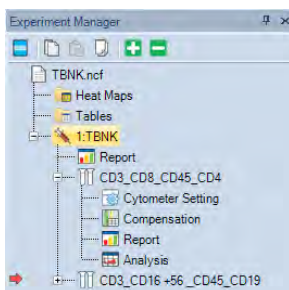 Experiment Manager
TBNK.ncf
Heat Maps
Tables
1:TBNK
Report
CD3_CD8_CD45_CD4
Cytometer Setting
Compensation
Report
Analysis
CD3_CD16 +56 _CD45_CD19